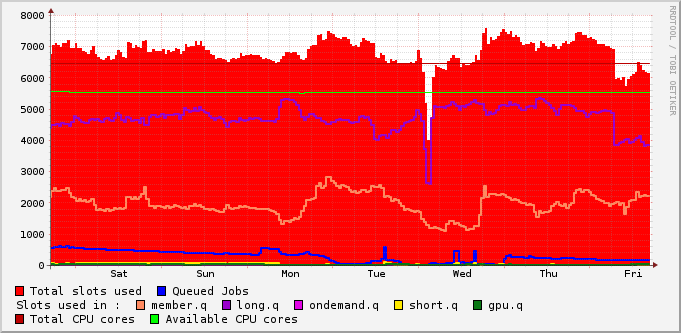 8000
7000
6000
5000
4000
3000
2000
1000
0
Sat Sun Mon Tue Wed Thu Fri
RRDTOOL / TOBI OETIKER
Total slots used Queued Jobs
Slots used in : member.q long.q ondemand.q short.q gpu.q
Total CPU cores Available CPU cores